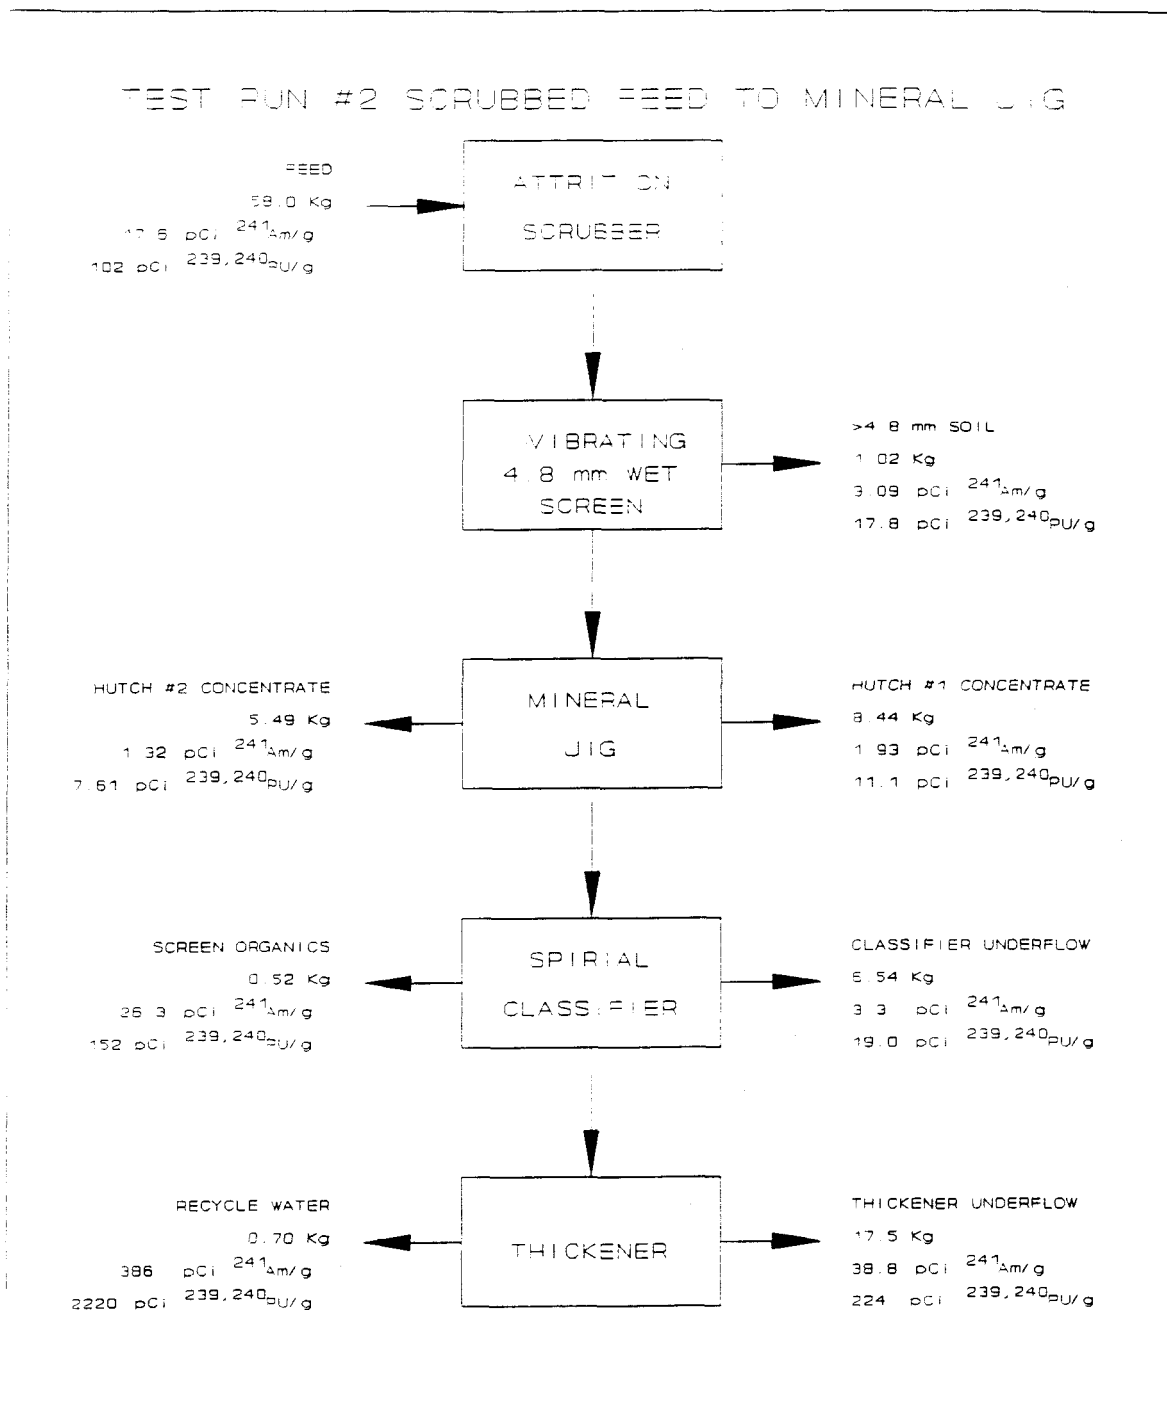 TEST RUN #2 SCRUBBED FEED TO MINERAL JIG
FEED
59.0 Kg
17.6 pCi 241Am/g
102 pCi 239,240PU/g
ATTRITION
SCRUBBER
VIBRATING
4.8 mm WET
SCREEN
>4.8 mm SOIL
1.02 Kg
3.09 pCi 241Am/g
17.8 pCi 239,240PU/g
HUTCH #2 CONCENTRATE
5.49 Kg
1.32 pCi 241Am/g
7.61 pCi 239,240PU/g
MINERAL
JIG
HUTCH #1 CONCENTRATE
8.44 Kg
1.93 pCi 241Am/g
11.1 pCi 239,240PU/g
SCREEN ORGANICS
0.52 Kg
26.3 pCi 241Am/g
152 pCi 239,240PU/g
SPIRIAL
CLASSIFIER
CLASSIFIER UNDERFLOW
Kg
3.3 pCi 241Am/g
19.0 pCi 239,240PU/g
RECYCLE WATER
0.70 Kg
386 pCi 241Am/g
2220 pCi 239,240PU/g
THICKENER
THICKENER UNDERFLOW
17.5 Kg
38.8 pCi 241Am/g
224 pCi 239,240PU/g